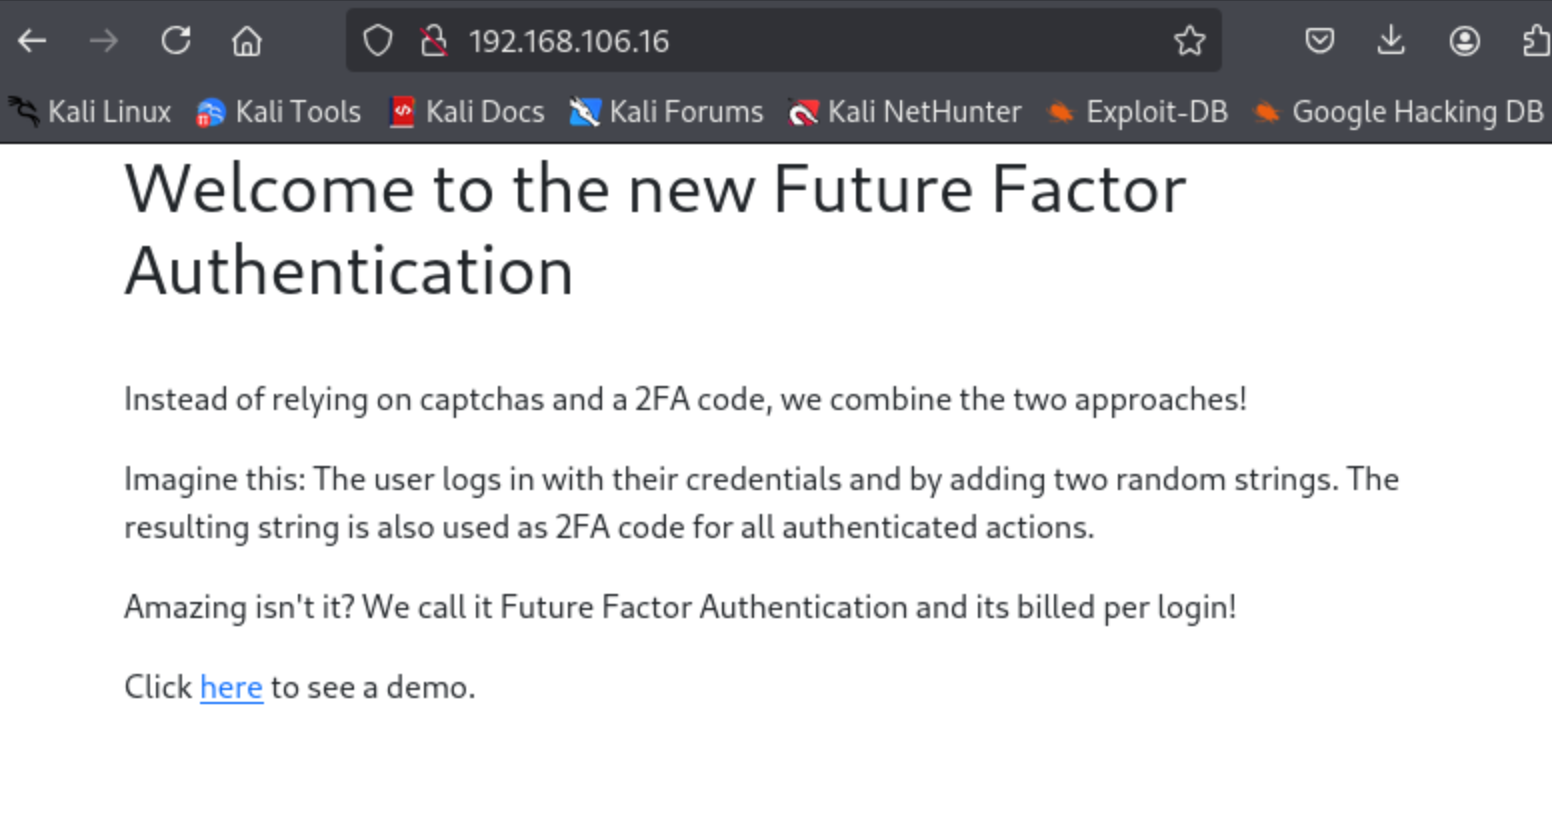 192.168.106.16
Kali Linux Kali Tools Kali Docs Kali Forums Kali NetHunter Exploit-DB Google Hacking DB
Welcome to the new Future Factor
Authentication
Instead of relying on captchas and a 2FA code, we combine the two approaches!
Imagine this: The user logs in with their credentials and by adding two random strings. The
resulting string is also used as 2FA code for all authenticated actions.
Amazing isn't it? We call it Future Factor Authentication and its billed per login!
Click here to see a demo.